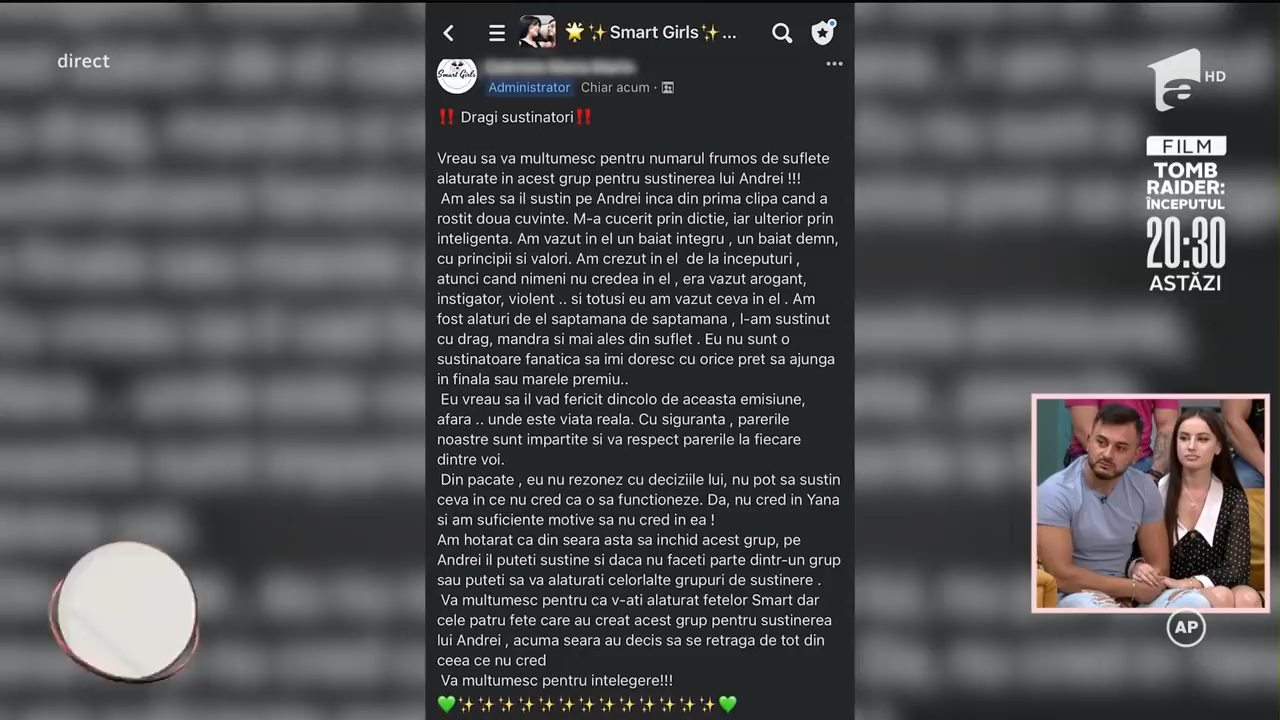 direct
🌟✨Smart Girls✨...
Smart Girls
Administrator Chiar acum ·
‼️ Dragi sustinatori‼️
Vreau sa va multumesc pentru numarul frumos de suflete
alaturate in acest grup pentru sustinerea lui Andrei !!!
Am ales sa il sustin pe Andrei inca din prima clipa cand a
rostit doua cuvinte. M-a cucerit prin dictie, iar ulterior prin
inteligenta. Am vazut in el un baiat integru , un baiat demn,
cu principii si valori. Am crezut in el de la inceputuri ,
atunci cand nimeni nu credea in el , era vazut arogant,
instigator, violent .. si totusi eu am vazut ceva in el . Am
fost alaturi de el saptamana de saptamana , l-am sustinut
cu drag, mandra si mai ales din suflet . Eu nu sunt o
sustinatoare fanatica sa imi doresc cu orice pret sa ajunga
in finala sau marele premiu..
Eu vreau sa il vad fericit dincolo de aceasta emisiune,
afara .. unde este viata reala. Cu siguranta , parerile
noastre sunt impartite si va respect parerile la fiecare
dintre voi.
Din pacate , eu nu rezonez cu deciziile lui, nu pot sa sustin
ceva in ce nu cred ca o sa functioneze. Da, nu cred in Yana
si am suficiente motive sa nu cred in ea !
Am hotarat ca din seara asta sa inchid acest grup, pe
Andrei il puteti sustine si daca nu faceti parte dintr-un grup
sau puteti sa va alaturati celorlalte grupuri de sustinere .
Va multumesc pentru ca v-ati alaturat fetelor Smart dar
cele patru fete care au creat acest grup pentru sustinerea
lui Andrei , acuma seara au decis sa se retraga de tot din
ceea ce nu cred
Va multumesc pentru intelegere!!!
💚✨✨✨✨✨✨✨✨✨✨✨✨✨💚
a HD
FILM
TOMB
RAIDER:
ÎNCEPUTUL
20:30
ASTĂZI
AP